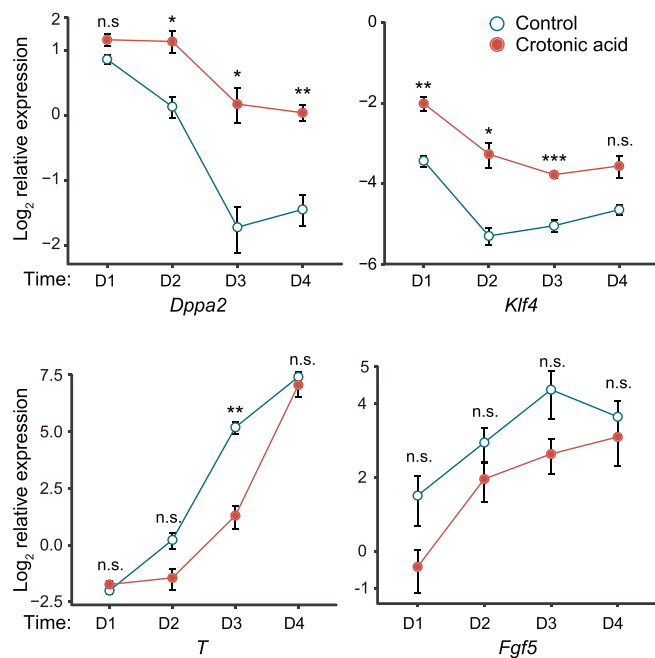 Log2 relative expression
2
1
0
−1
−2
n.s
*
*
**
Time:
D1
D2
D3
D4
Dppa2
Control
Crotonic acid
0
−2
−4
−6
**
*
***
n.s.
D1
D2
D3
D4
Klf4
Log2 relative expression
7.5
5.0
2.5
0.0
−2.5
n.s.
n.s.
**
n.s.
Time:
D1
D2
D3
D4
T
5
4
2
0
-1
n.s.
n.s.
n.s.
n.s.
D1
D2
D3
D4
Fgf5